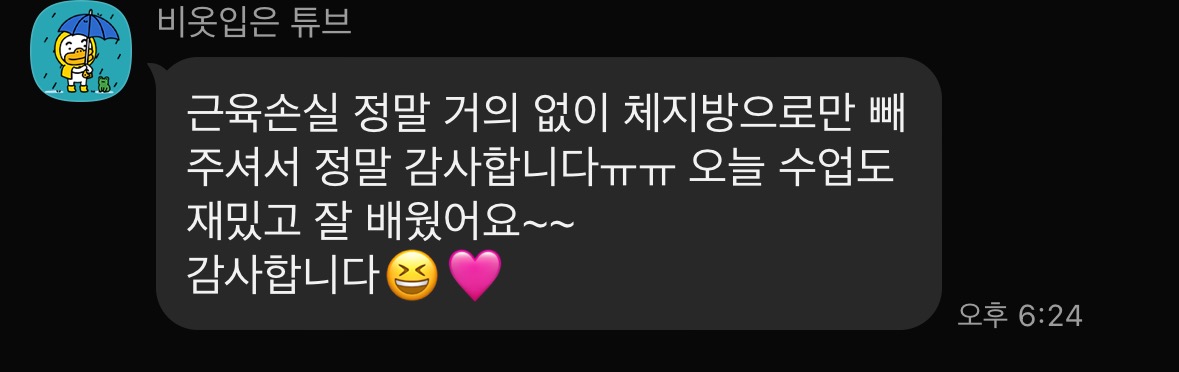 비옷입은 튜브
근육손실 정말 거의 없이 체지방으로만 빼
주셔서 정말 감사합니다ㅠㅠ 오늘 수업도
재밌고 잘 배웠어요~~
감사합니다😆🩷
오후 6:24